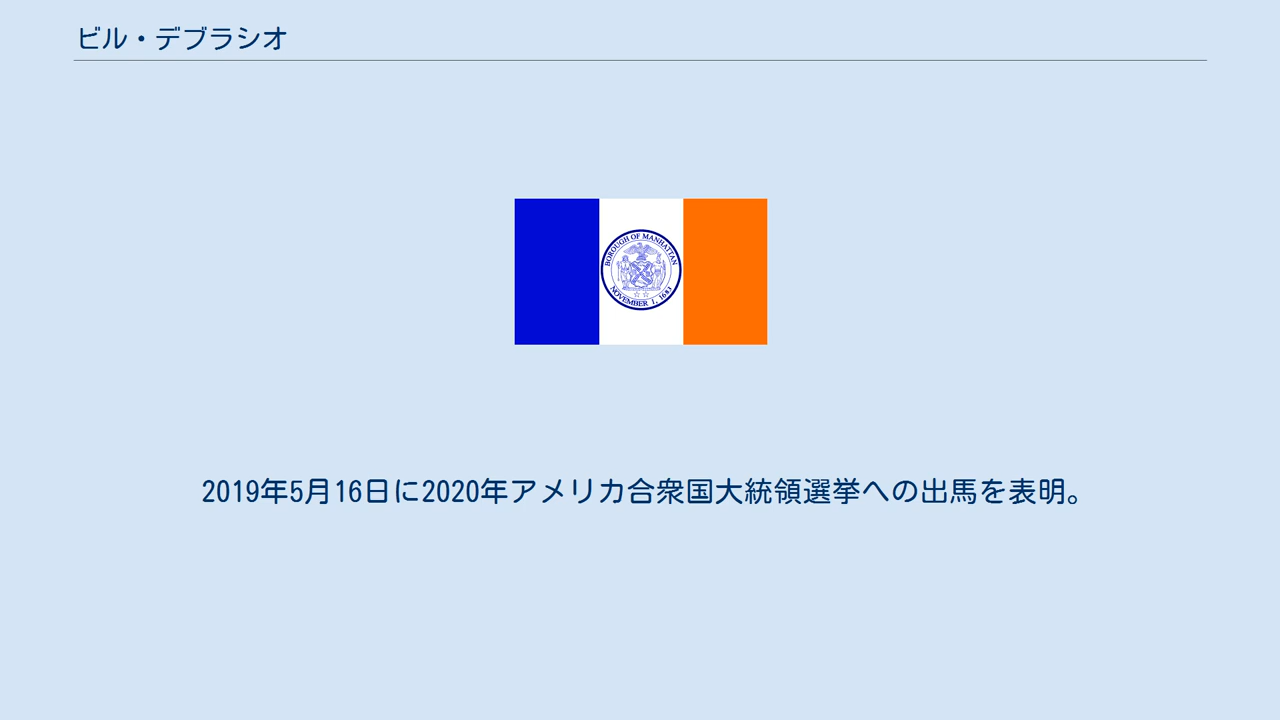 ビル・デブラシオ
BOROUGH OF MANHATTAN
NOVEMBER 1, 1683
2019年5月16日に2020年アメリカ合衆国大統領選挙への出馬を表明。